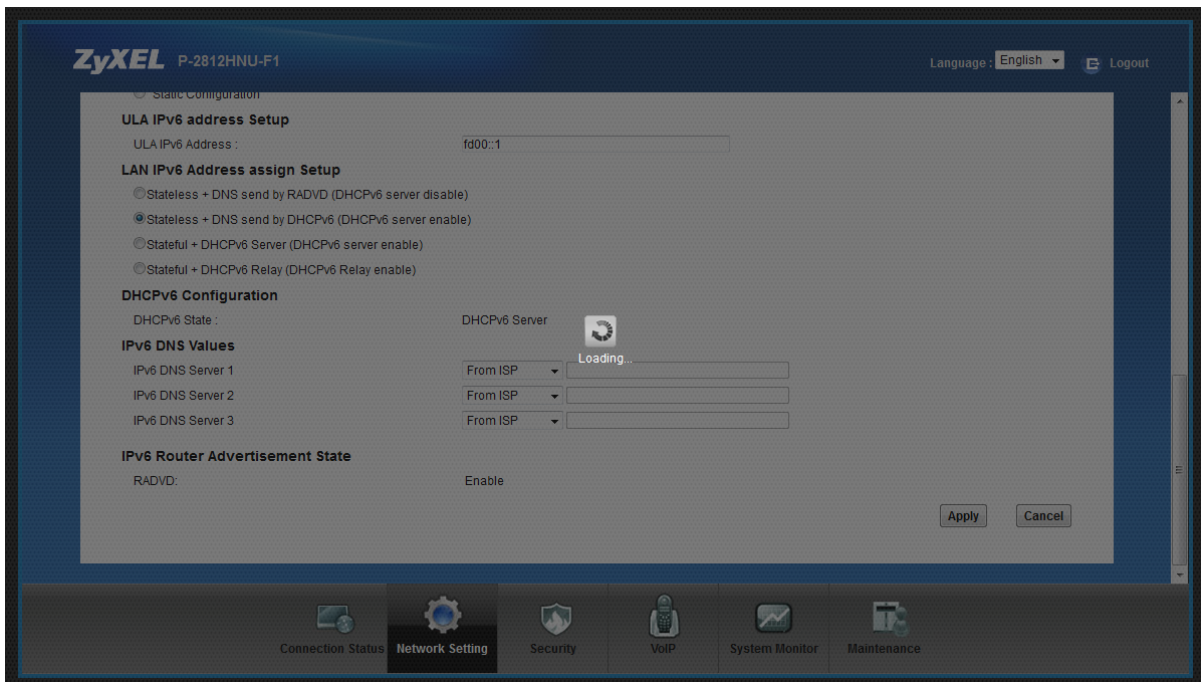 ZyXEL P-2812HNU-F1
Language : English
Logout
Static Configuration
ULA IPv6 address Setup
ULA IPv6 Address : fd00::1
LAN IPv6 Address assign Setup
Stateless + DNS send by RADVD (DHCPv6 server disable)
Stateless + DNS send by DHCPv6 (DHCPv6 server enable)
Stateful + DHCPv6 Server (DHCPv6 server enable)
Stateful + DHCPv6 Relay (DHCPv6 Relay enable)
DHCPv6 Configuration
DHCPv6 State : DHCPv6 Server
Loading...
IPv6 DNS Values
IPv6 DNS Server 1 From ISP
IPv6 DNS Server 2 From ISP
IPv6 DNS Server 3 From ISP
IPv6 Router Advertisement State
RADVD: Enable
Apply Cancel
Connection Status Network Setting Security VoIP System Monitor Maintenance